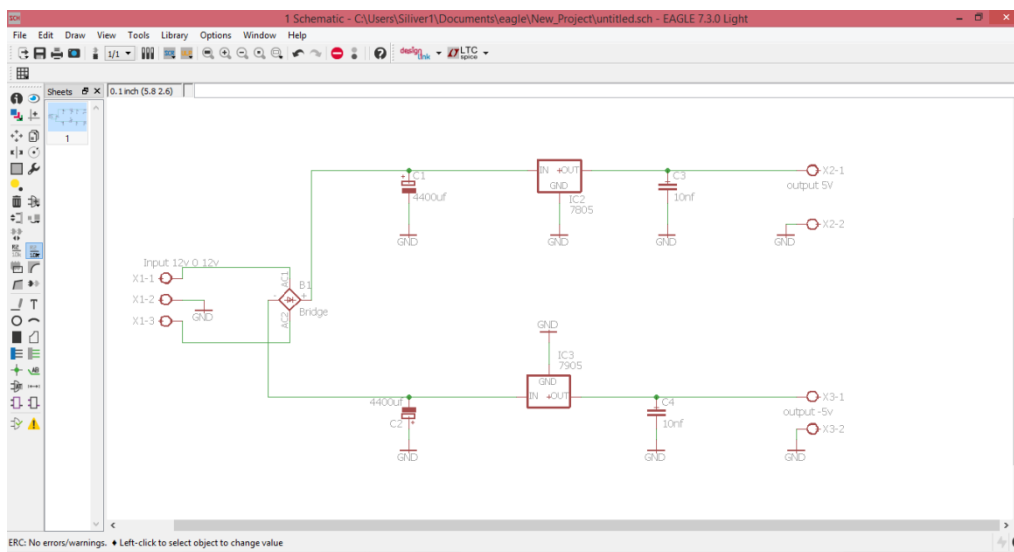 1 Schematic - C:\Users\Siliver1\Documents\eagle\New_Project\untitled.sch - EAGLE 7.3.0 Light
File Edit Draw View Tools Library Options Window Help
1/1
design link
LTC spice
Sheets
0.1 inch (5.8 2.6)
1
C1
4400uf
GND
IN +OUT
GND
IC2
7805
GND
C3
10nf
GND
X2-1
output 5V
X2-2
GND
Input 12v 0 12v
X1-1
X1-2
X1-3
GND
AC1
AC2
B1
- +
Bridge
GND
IC3
7905
GND
IN +OUT
4400uf
C2
GND
C4
10nf
GND
X3-1
output -5v
X3-2
GND
ERC: No errors/warnings. ♦ Left-click to select object to change value